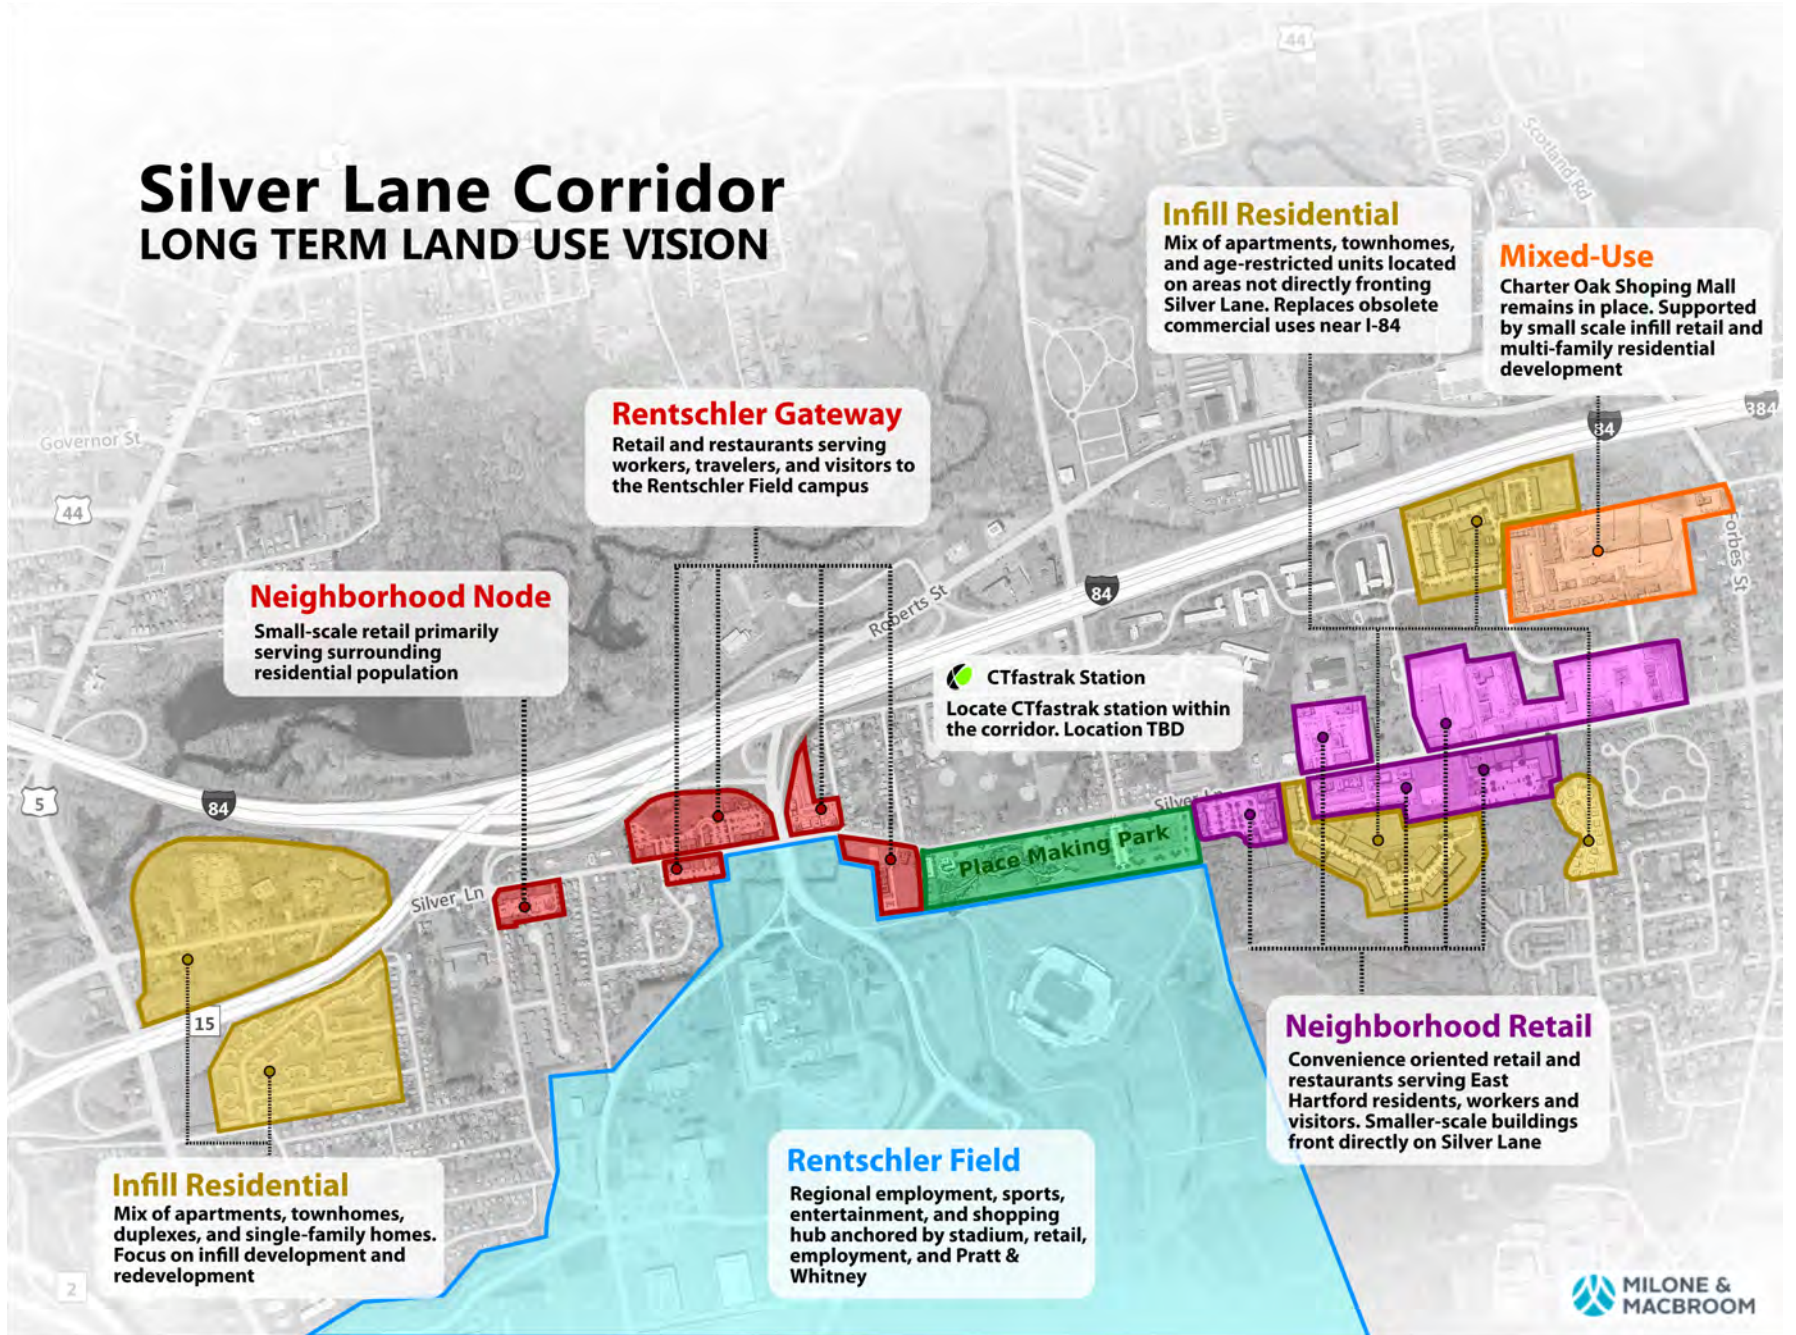 44
Scotland Rd
Silver Lane Corridor
LONG TERM LAND USE VISION
44
Infill Residential
Mix of apartments, townhomes,
and age-restricted units located
on areas not directly fronting
Silver Lane. Replaces obsolete
commercial uses near I-84
Mixed-Use
Charter Oak Shoping Mall
remains in place. Supported
by small scale infill retail and
multi-family residential
development
Rentschler Gateway
Retail and restaurants serving
workers, travelers, and visitors to
the Rentschler Field campus
384
84
Governor St
44
Forbes St
Neighborhood Node
Small-scale retail primarily
serving surrounding
residential population
84
Roberts St
CTfastrak Station
Locate CTfastrak station within
the corridor. Location TBD
5
84
Silver Ln
Place Making Park
Silver Ln
15
Neighborhood Retail
Convenience oriented retail and
restaurants serving East
Hartford residents, workers and
visitors. Smaller-scale buildings
front directly on Silver Lane
Infill Residential
Mix of apartments, townhomes,
duplexes, and single-family homes.
Focus on infill development and
redevelopment
Rentschler Field
Regional employment, sports,
entertainment, and shopping
hub anchored by stadium, retail,
employment, and Pratt &
Whitney
2
MILONE &
MACBROOM